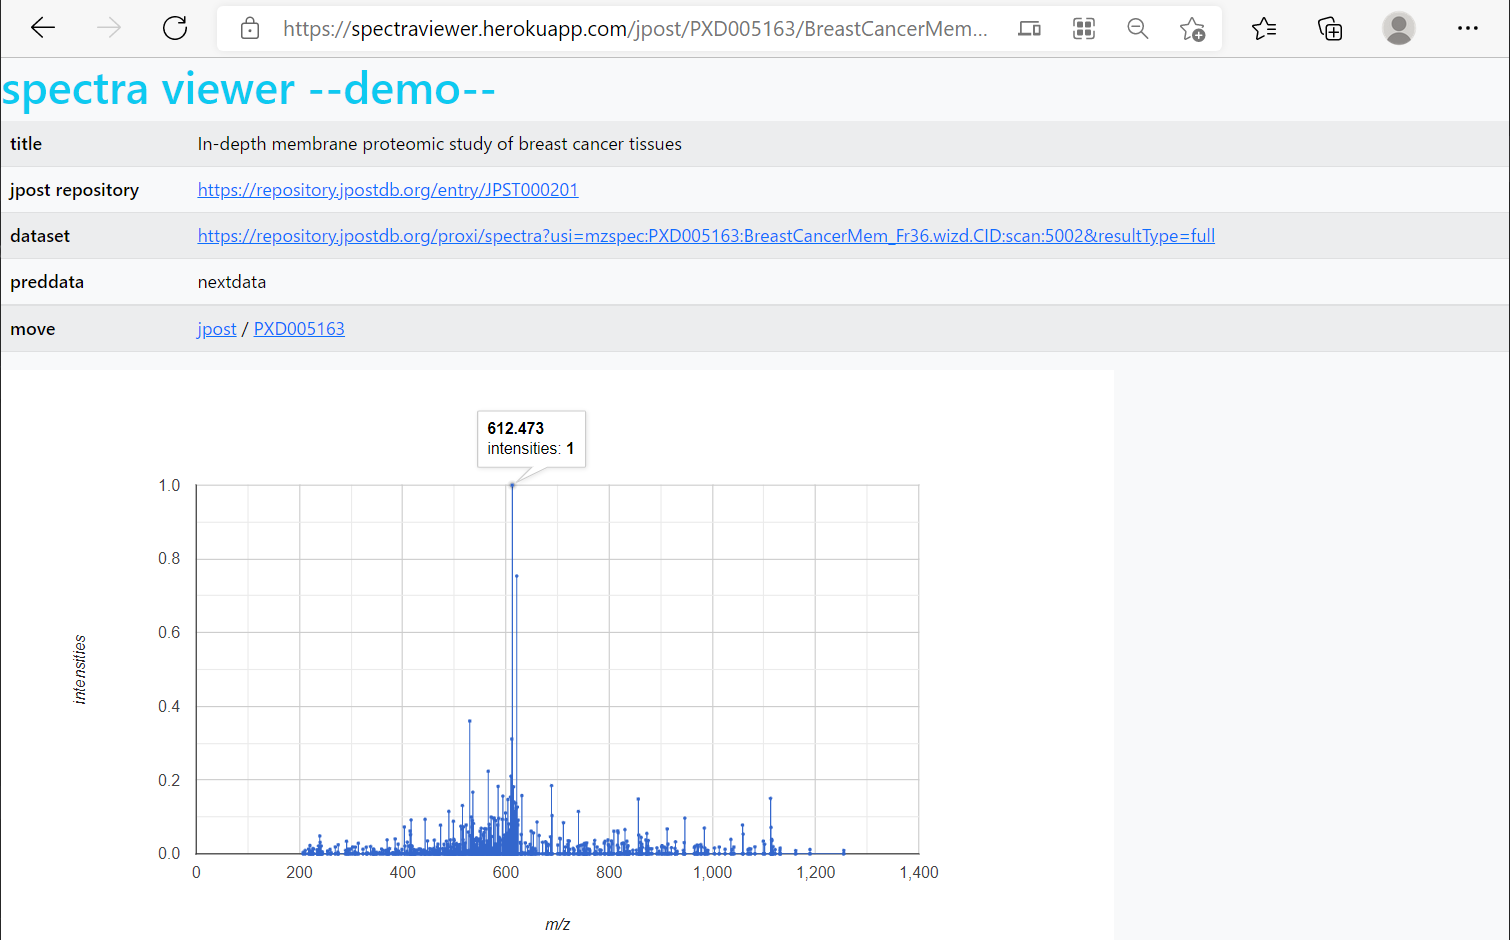 https://spectraviewer.herokuapp.com/jpost/PXD005163/BreastCancerMem...
spectra viewer --demo--
title In-depth membrane proteomic study of breast cancer tissues
jpost repository https://repository.jpostdb.org/entry/JPST000201
dataset https://repository.jpostdb.org/proxi/spectra?usi=mzspec:PXD005163:BreastCancerMem_Fr36.wizd.CID:scan:5002&resultType=full
preddata nextdata
move jpost / PXD005163
612.473
intensities: 1
1.0
0.8
0.6
0.4
0.2
0.0
intensities
0 200 400 600 800 1,000 1,200 1,400
m/z